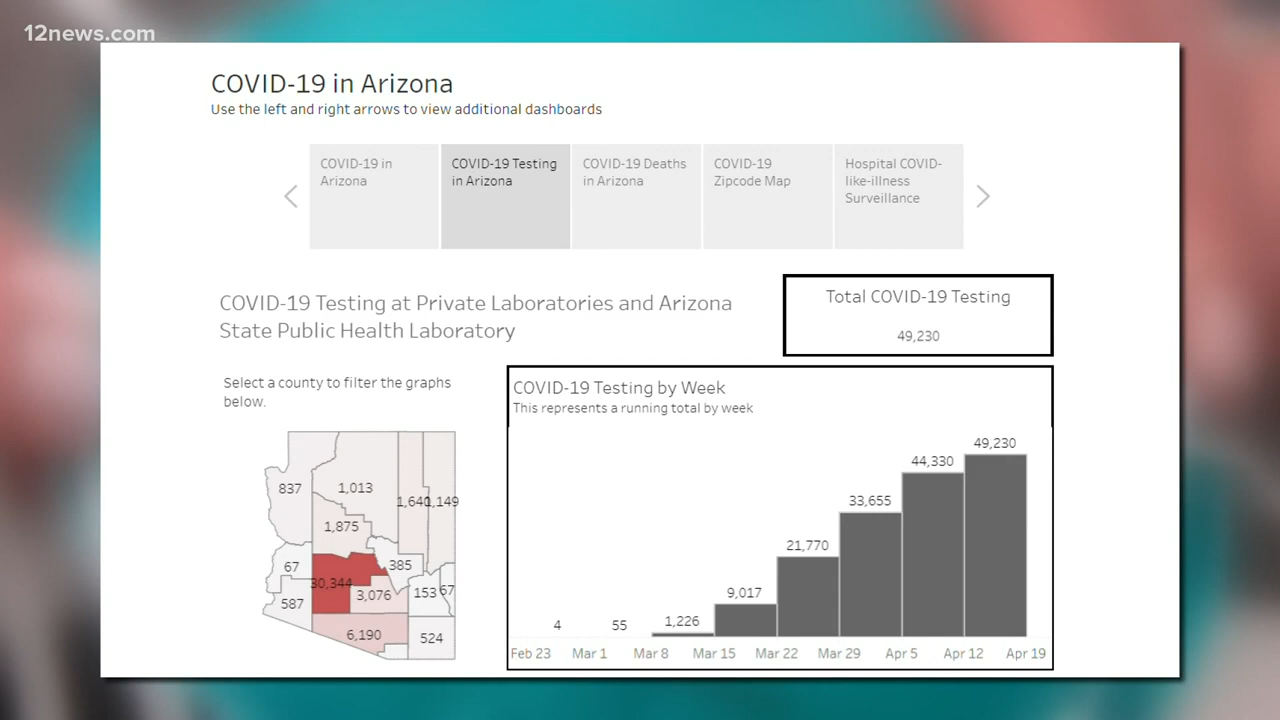 12news.com
COVID-19 in Arizona
Use the left and right arrows to view additional dashboards
COVID-19 in
Arizona
COVID-19 Testing
in Arizona
COVID-19 Deaths
in Arizona
COVID-19
Zipcode Map
Hospital COVID-
like-illness
Surveillance
COVID-19 Testing at Private Laboratories and Arizona
State Public Health Laboratory
Total COVID-19 Testing
49,230
Select a county to filter the graphs
below.
837
1,013
1,640
1,149
1,875
67
385
30,344
3,076
153
67
587
6,190
524
COVID-19 Testing by Week
This represents a running total by week
4
55
1,226
9,017
21,770
33,655
44,330
49,230
Feb 23
Mar 1
Mar 8
Mar 15
Mar 22
Mar 29
Apr 5
Apr 12
Apr 19